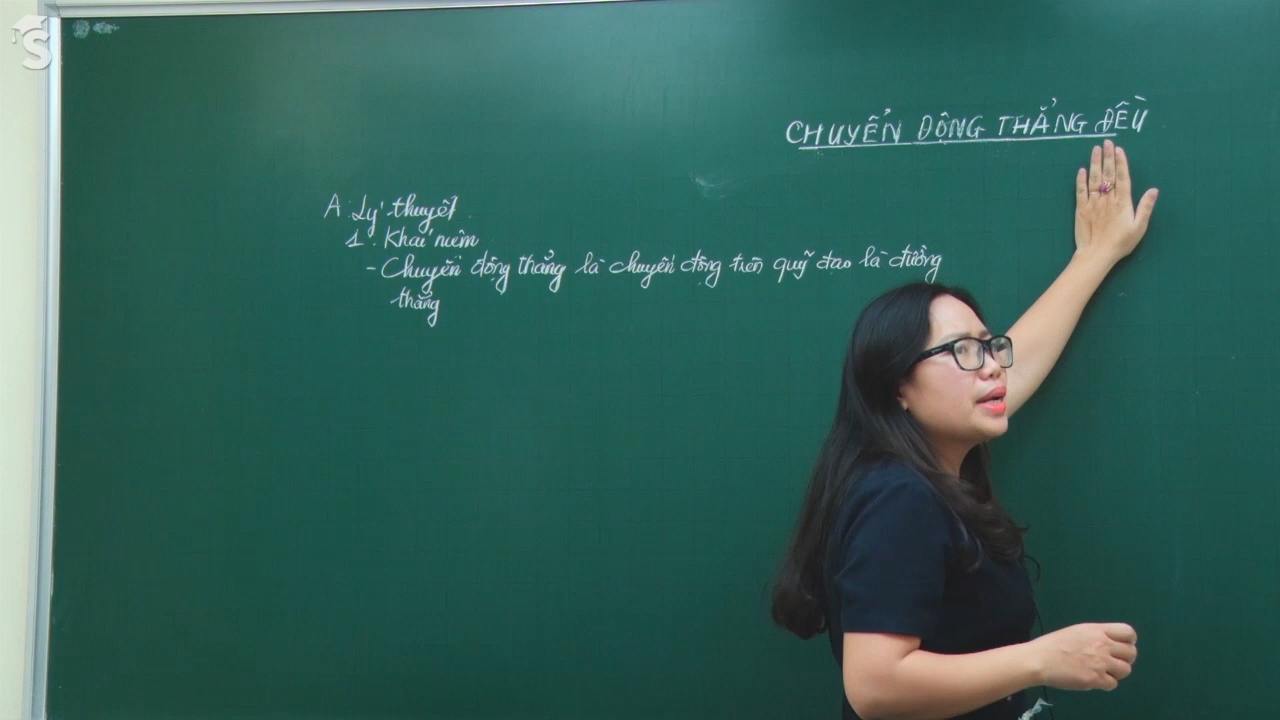 CHUYỂN ĐỘNG THẲNG ĐỀU
A. Lý thuyết
1. Khái niệm
- Chuyển động thẳng là chuyển động trên quỹ đạo là đường
thẳng
S